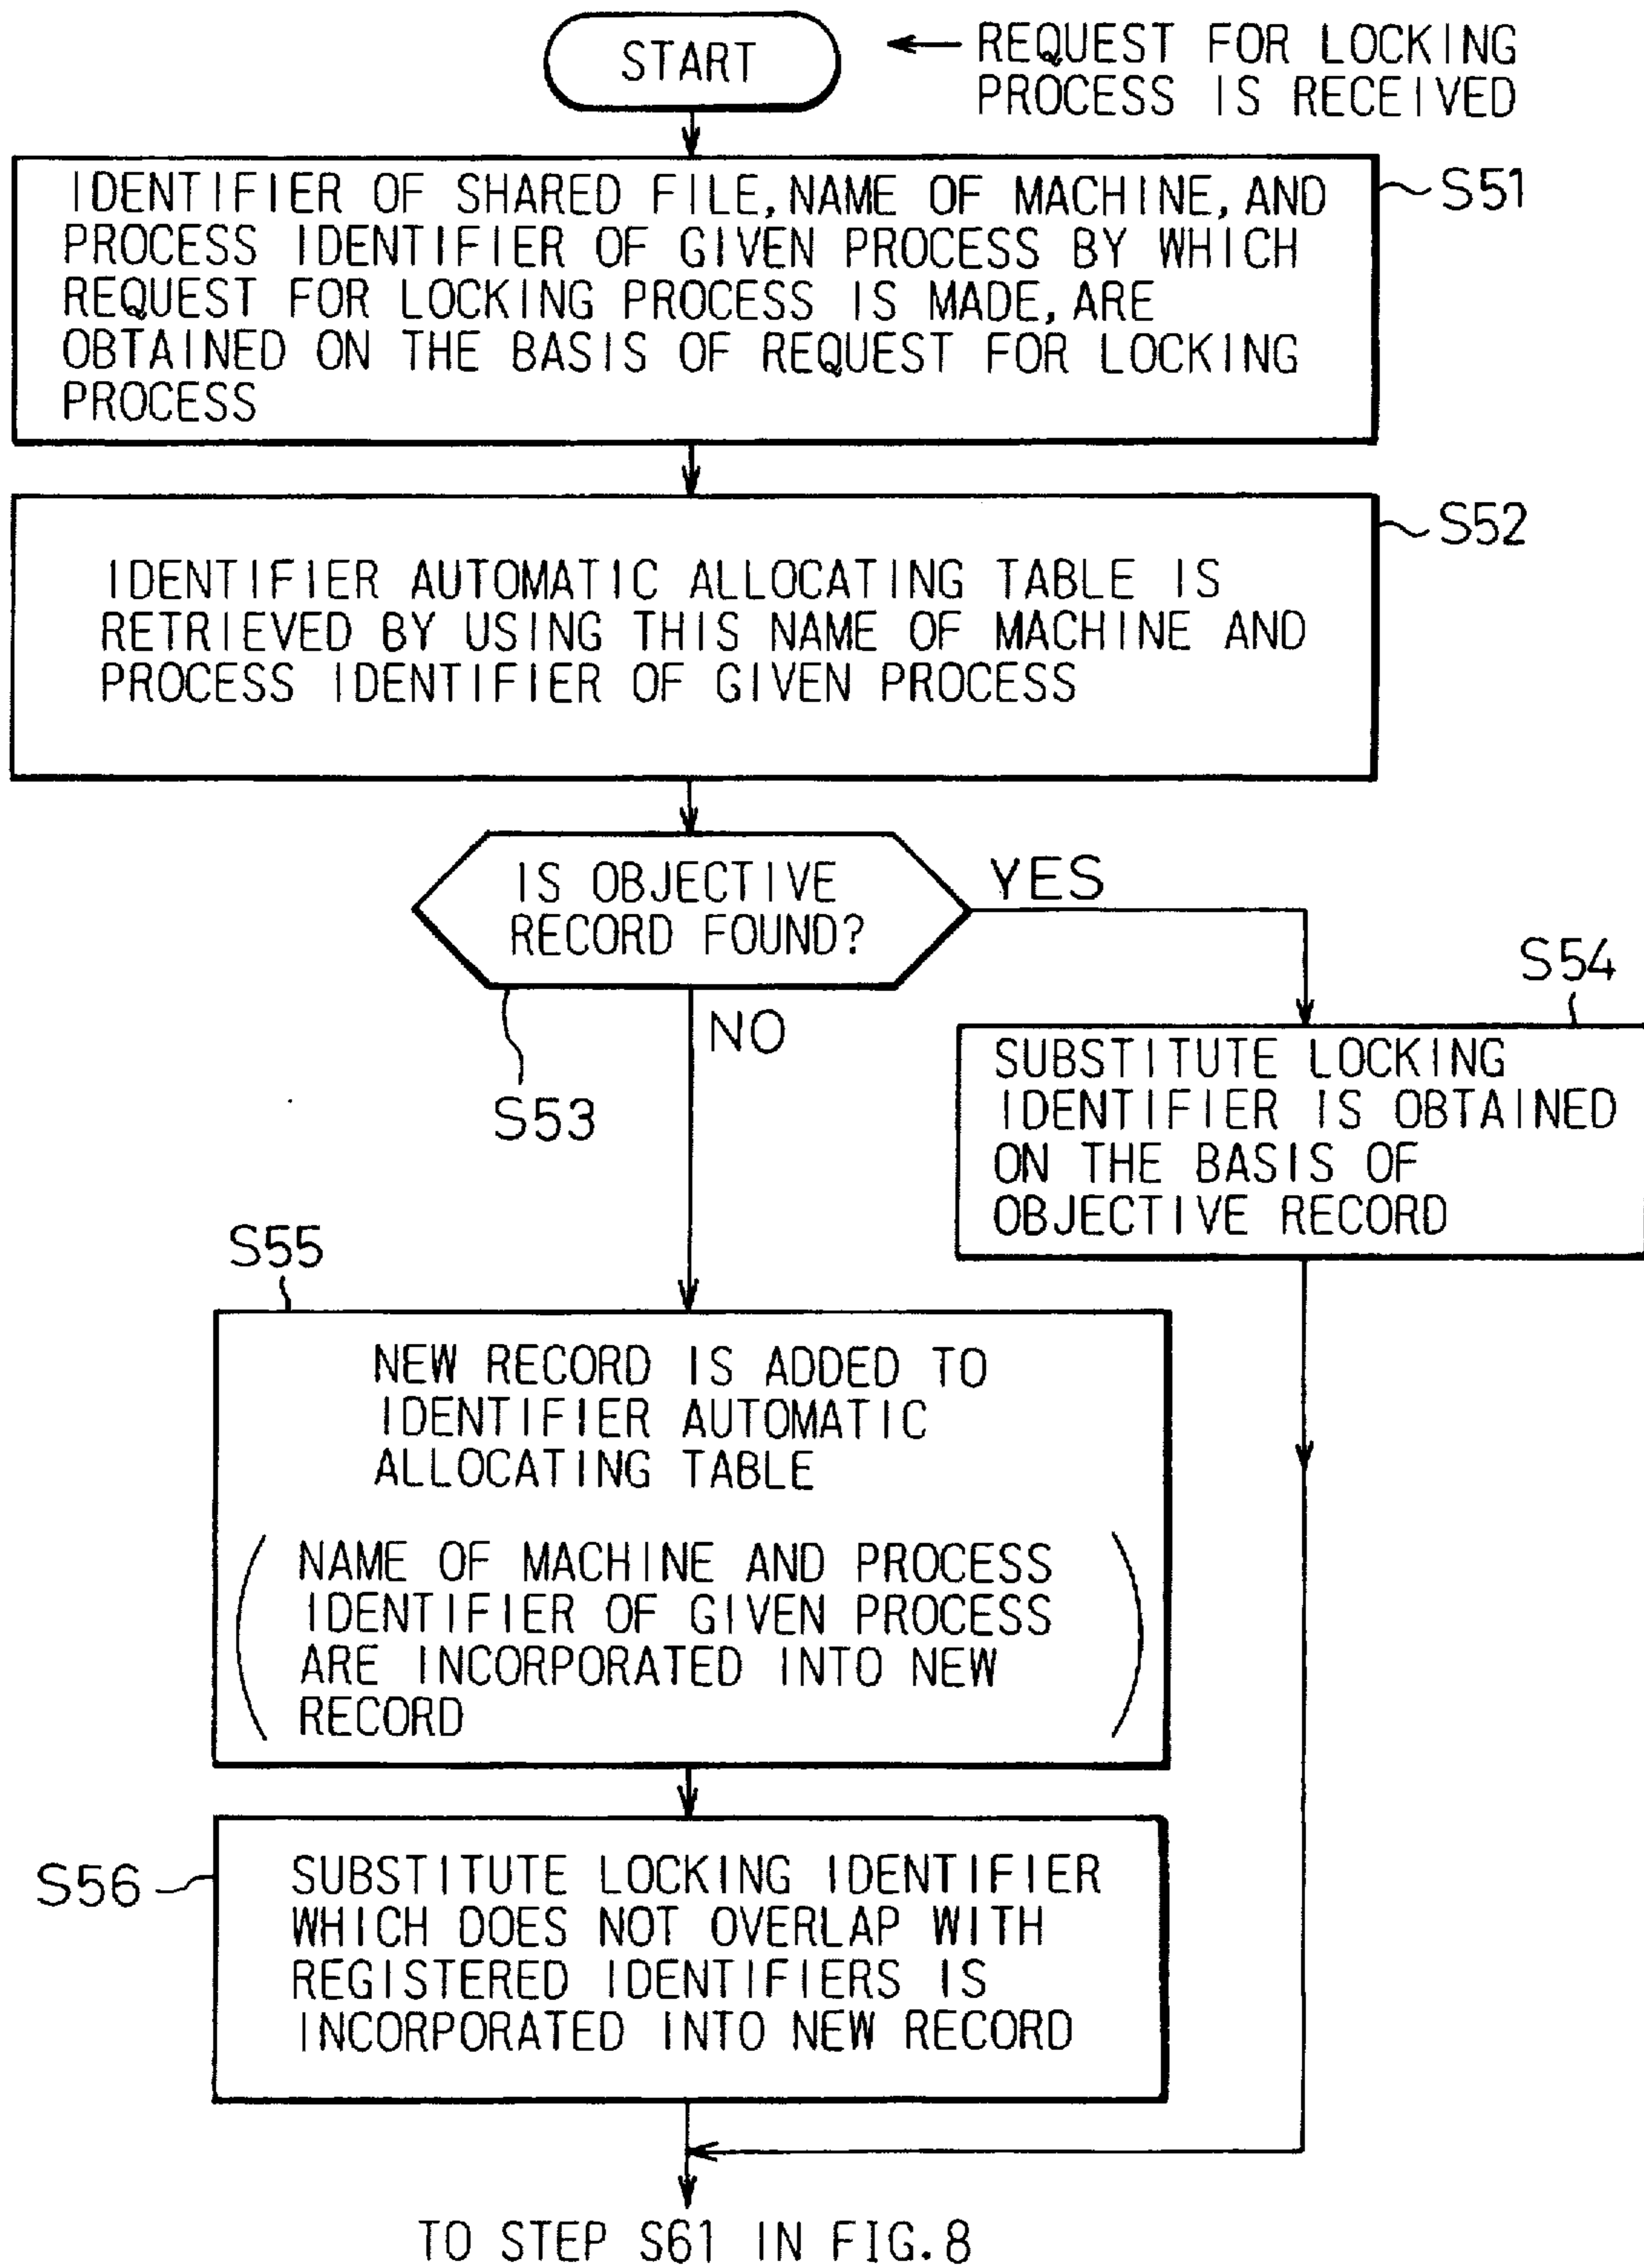 START
← REQUEST FOR LOCKING
PROCESS IS RECEIVED
IDENTIFIER OF SHARED FILE, NAME OF MACHINE, AND
PROCESS IDENTIFIER OF GIVEN PROCESS BY WHICH
REQUEST FOR LOCKING PROCESS IS MADE, ARE
OBTAINED ON THE BASIS OF REQUEST FOR LOCKING
PROCESS
S51
IDENTIFIER AUTOMATIC ALLOCATING TABLE IS
RETRIEVED BY USING THIS NAME OF MACHINE AND
PROCESS IDENTIFIER OF GIVEN PROCESS
S52
IS OBJECTIVE
RECORD FOUND?
YES
NO
S53
S54
SUBSTITUTE LOCKING
IDENTIFIER IS OBTAINED
ON THE BASIS OF
OBJECTIVE RECORD
S55
NEW RECORD IS ADDED TO
IDENTIFIER AUTOMATIC
ALLOCATING TABLE
( NAME OF MACHINE AND PROCESS
IDENTIFIER OF GIVEN PROCESS
ARE INCORPORATED INTO NEW
RECORD )
S56
SUBSTITUTE LOCKING IDENTIFIER
WHICH DOES NOT OVERLAP WITH
REGISTERED IDENTIFIERS IS
INCORPORATED INTO NEW RECORD
TO STEP S61 IN FIG.8